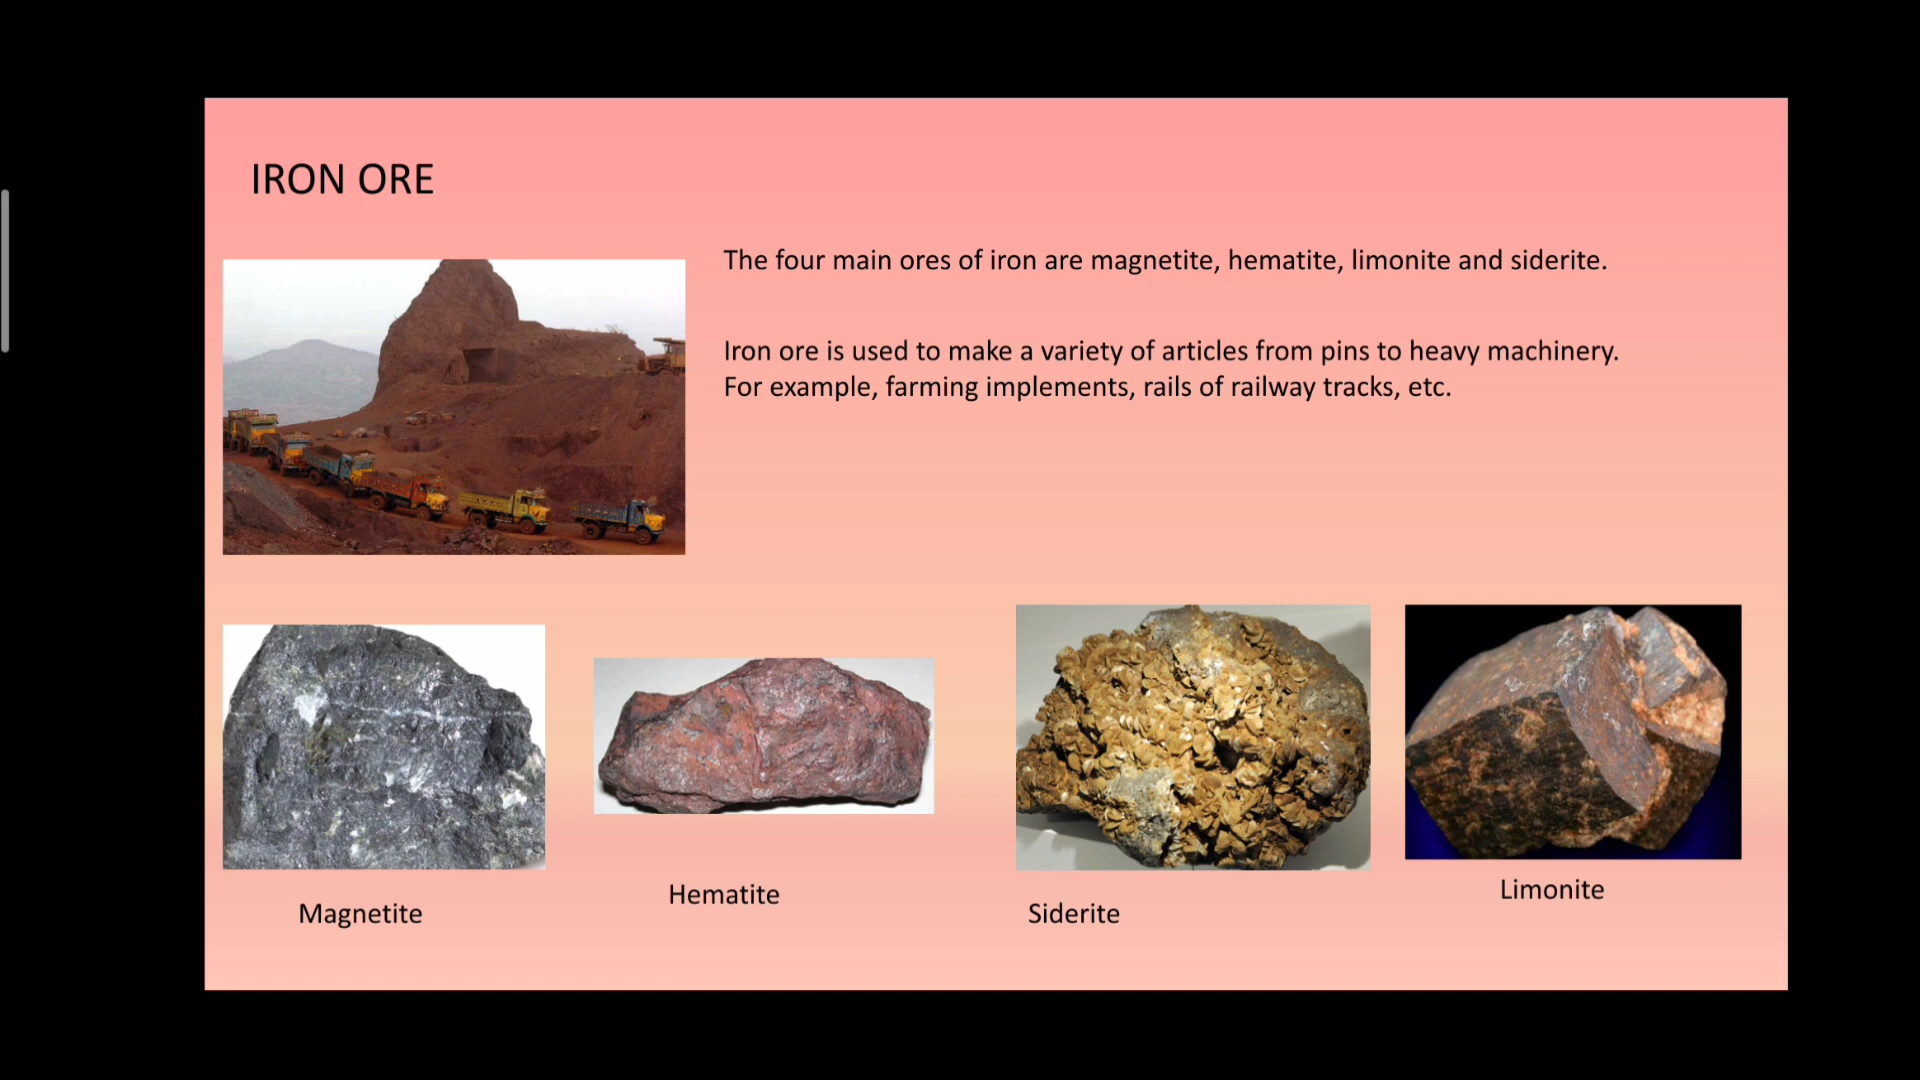 IRON ORE
The four main ores of iron are magnetite, hematite, limonite and siderite.
Iron ore is used to make a variety of articles from pins to heavy machinery.
For example, farming implements, rails of railway tracks, etc.
Magnetite
Hematite
Siderite
Limonite